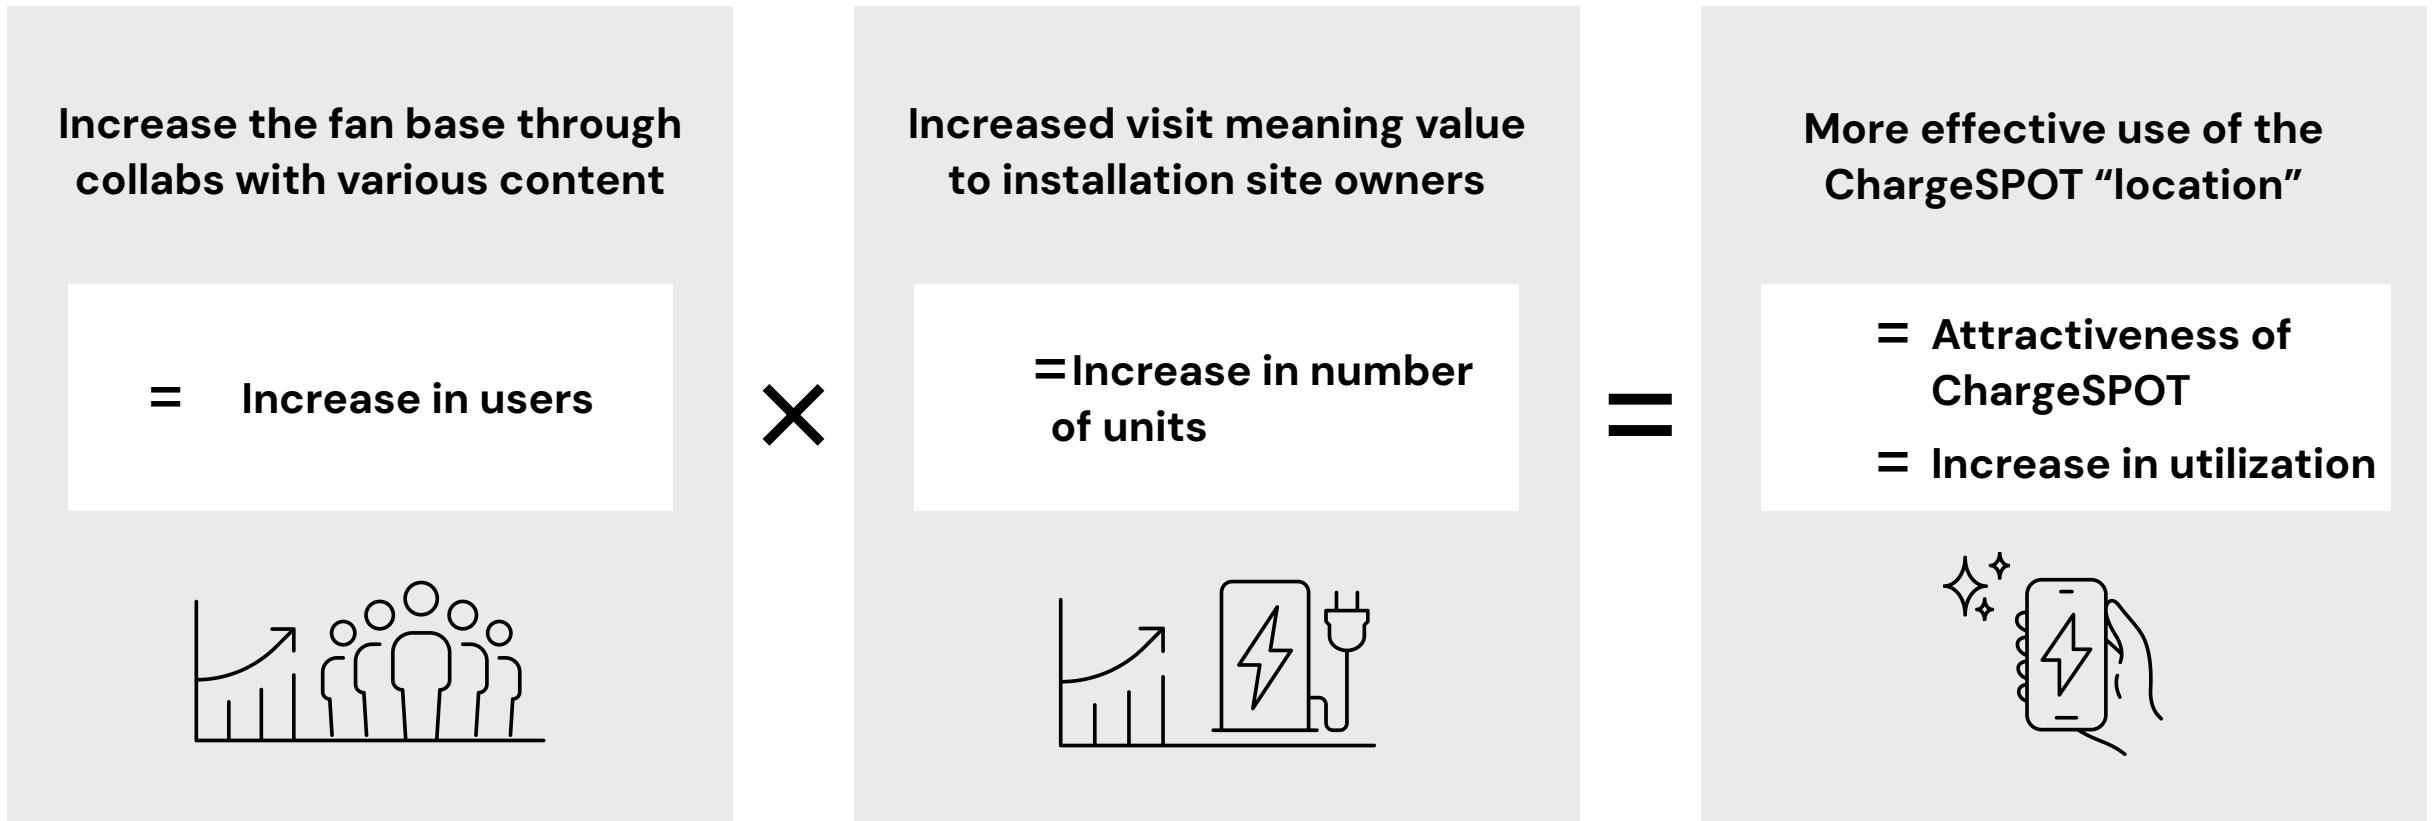 Increase the fan base through
collabs with various content
= Increase in users
×
Increased visit meaning value
to installation site owners
=Increase in number
of units
=
More effective use of the
ChargeSPOT “location”
= Attractiveness of
ChargeSPOT
= Increase in utilization